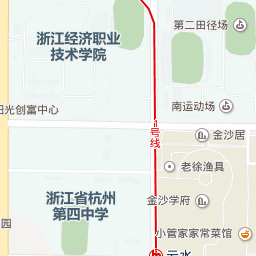 第二田径场
浙江经济职业
技术学院
南运动场
阳光创富中心
1号线
金沙居
老徐渔具
浙江省杭州
第四中学
金沙学府
小管家家常菜馆
园
云水